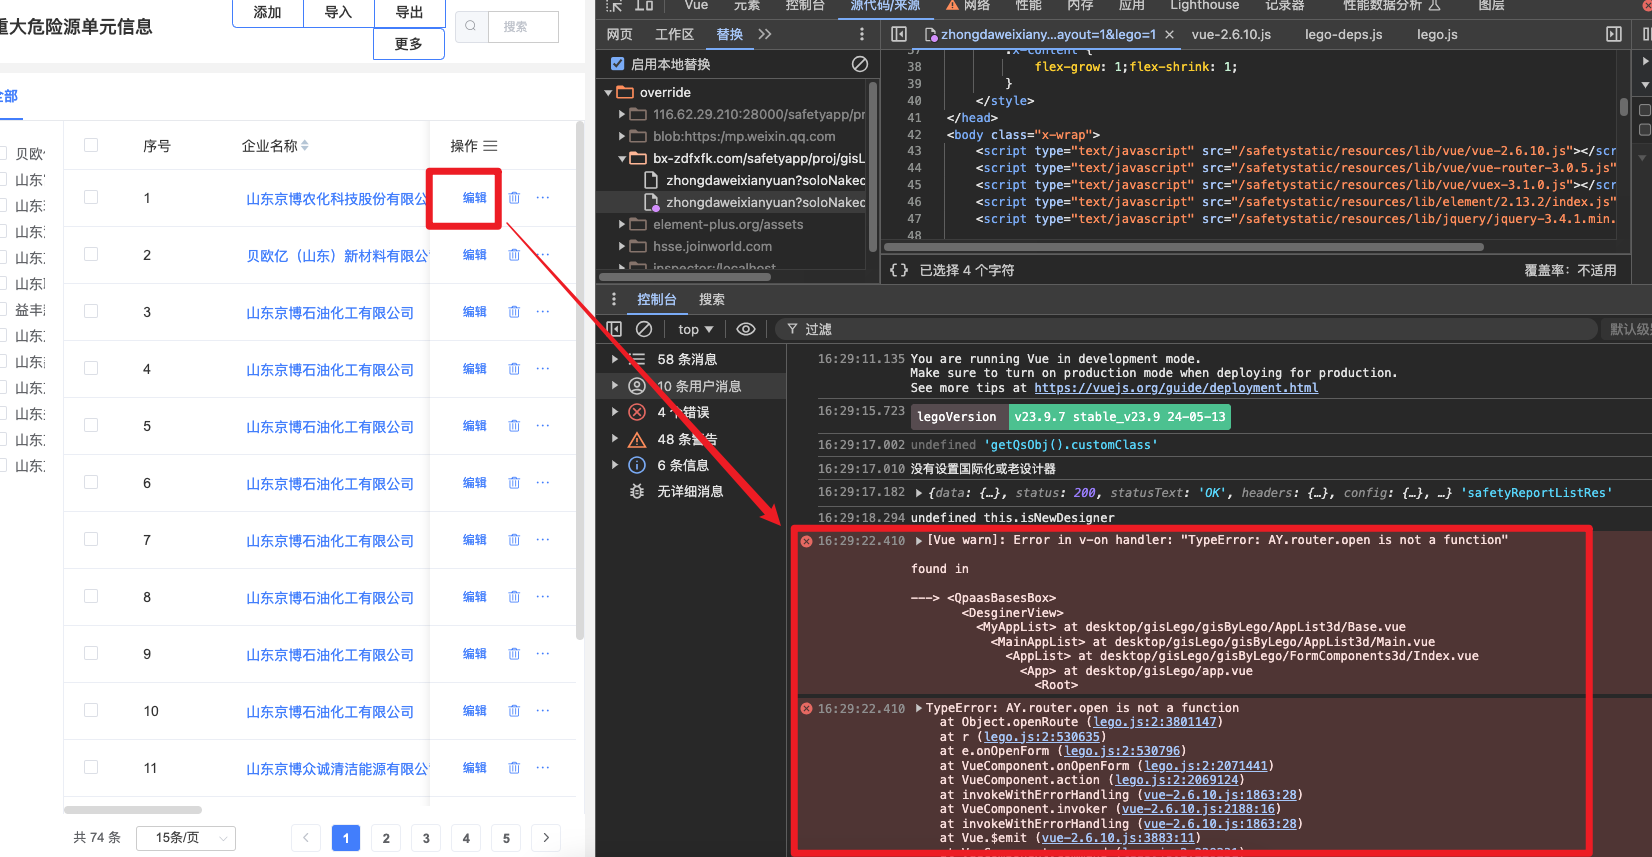 重大危险源单元信息
添加
导入
导出
更多
搜索
全部
序号
企业名称
操作
贝欧
山东
山东
山东
山东
山东
益丰
山东
山东
山东
山东
山东
山东
1 山东京博农化科技股份有限公 编辑 ...
2 贝欧亿（山东）新材料有限公 编辑 ...
3 山东京博石油化工有限公司 编辑 ...
4 山东京博石油化工有限公司 编辑 ...
5 山东京博石油化工有限公司 编辑 ...
6 山东京博石油化工有限公司 编辑 ...
7 山东京博石油化工有限公司 编辑 ...
8 山东京博石油化工有限公司 编辑 ...
9 山东京博石油化工有限公司 编辑 ...
10 山东京博石油化工有限公司 编辑 ...
11 山东京博众诚清洁能源有限公 编辑 ...
共 74 条 15条/页 < 1 2 3 4 5 >
Vue 元素 控制台 源代码/来源 网络 性能 内存 应用 Lighthouse 记录器 性能数据分析 图层
网页 工作区 替换 >>
启用本地替换
override
116.62.29.210:28000/safetyapp/pr
blob:https:/mp.weixin.qq.com
bx-zdfxfk.com/safetyapp/proj/gisL
zhongdaweixianyuan?soloNaked
zhongdaweixianyuan?soloNaked
element-plus.org/assets
hsse.joinworld.com
inspector:/localhost
zhongdaweixiany...ayout=1&lego=1 ×
vue-2.6.10.js
lego-deps.js
lego.js
37 .x-content {
38 flex-grow: 1;flex-shrink: 1;
39 }
40 </style>
41 </head>
42 <body class="x-wrap">
43 <script type="text/javascript" src="/safetystatic/resources/lib/vue/vue-2.6.10.js"></scr
44 <script type="text/javascript" src="/safetystatic/resources/lib/vue/vue-router-3.0.5.js"
45 <script type="text/javascript" src="/safetystatic/resources/lib/vue/vuex-3.1.0.js"></scr
46 <script type="text/javascript" src="/safetystatic/resources/lib/element/2.13.2/index.js"
47 <script type="text/javascript" src="/safetystatic/resources/lib/jquery/jquery-3.4.1.min.
48
{} 已选择 4 个字符
覆盖率：不适用
控制台 搜索
top ▼
过滤
默认级
58 条消息
10 条用户消息
4 个错误
48 条警告
6 条信息
无详细消息
16:29:11.135 You are running Vue in development mode.
Make sure to turn on production mode when deploying for production.
See more tips at https://vuejs.org/guide/deployment.html
16:29:15.723 legoVersion v23.9.7 stable_v23.9 24-05-13
16:29:17.002 undefined 'getQsObj().customClass'
16:29:17.010 没有设置国际化或老设计器
16:29:17.182 ▶{data: {…}, status: 200, statusText: 'OK', headers: {…}, config: {…}, …} 'safetyReportListRes'
16:29:18.294 undefined this.isNewDesigner
16:29:22.410 ▶[Vue warn]: Error in v-on handler: "TypeError: AY.router.open is not a function"
found in
---> <QpaasBasesBox>
<DesginerView>
<MyAppList> at desktop/gisLego/gisByLego/AppList3d/Base.vue
<MainAppList> at desktop/gisLego/gisByLego/AppList3d/Main.vue
<AppList> at desktop/gisLego/gisByLego/FormComponents3d/Index.vue
<App> at desktop/gisLego/app.vue
<Root>
16:29:22.410 ▶TypeError: AY.router.open is not a function
at Object.openRoute (lego.js:2:3801147)
at r (lego.js:2:530635)
at e.onOpenForm (lego.js:2:530796)
at VueComponent.onOpenForm (lego.js:2:2071441)
at VueComponent.action (lego.js:2:2069124)
at invokeWithErrorHandling (vue-2.6.10.js:1863:28)
at VueComponent.invoker (vue-2.6.10.js:2188:16)
at invokeWithErrorHandling (vue-2.6.10.js:1863:28)
at Vue.$emit (vue-2.6.10.js:3883:11)